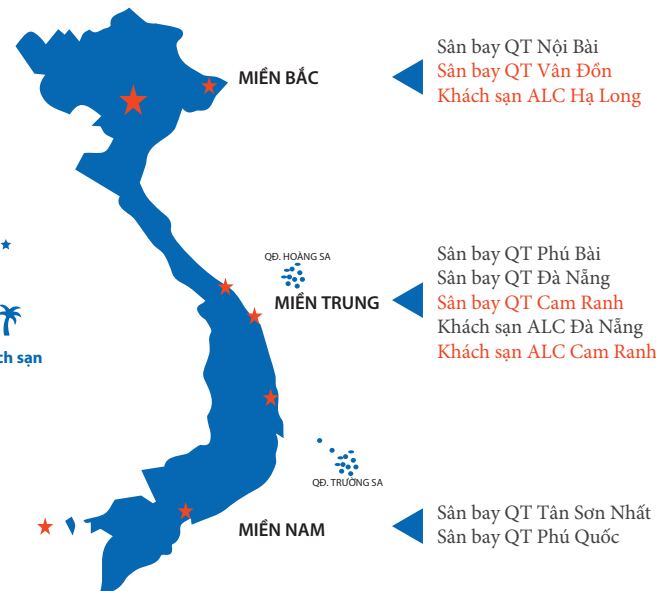 MIỀN BẮC
Sân bay QT Nội Bài
Sân bay QT Vân Đồn
Khách sạn ALC Hạ Long
QĐ. HOÀNG SA
MIỀN TRUNG
Sân bay QT Phú Bài
Sân bay QT Đà Nẵng
Sân bay QT Cam Ranh
Khách sạn ALC Đà Nẵng
Khách sạn ALC Cam Ranh
ch sạn
QĐ. TRƯỜNG SA
MIỀN NAM
Sân bay QT Tân Sơn Nhất
Sân bay QT Phú Quốc